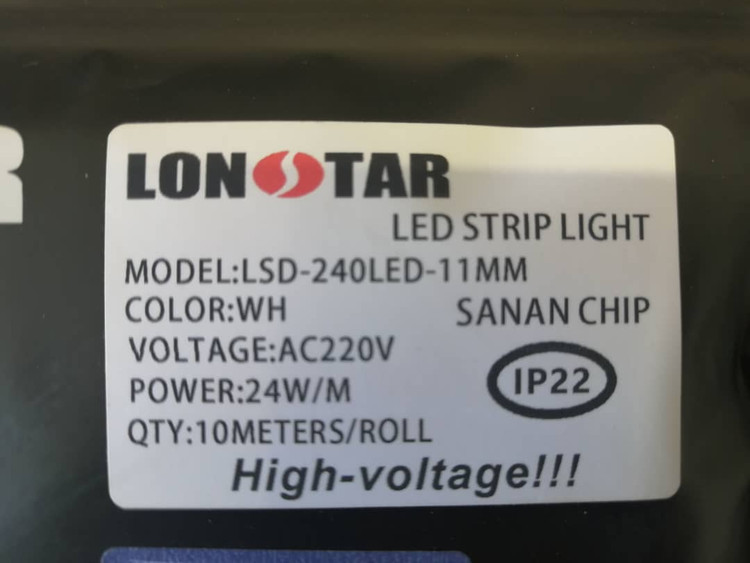 R
LONSTAR
LED STRIP LIGHT
MODEL:LSD-240LED-11MM
COLOR:WH
SANAN CHIP
VOLTAGE:AC220V
IP22
POWER:24W/M
QTY:10METERS/ROLL
High-voltage!!!